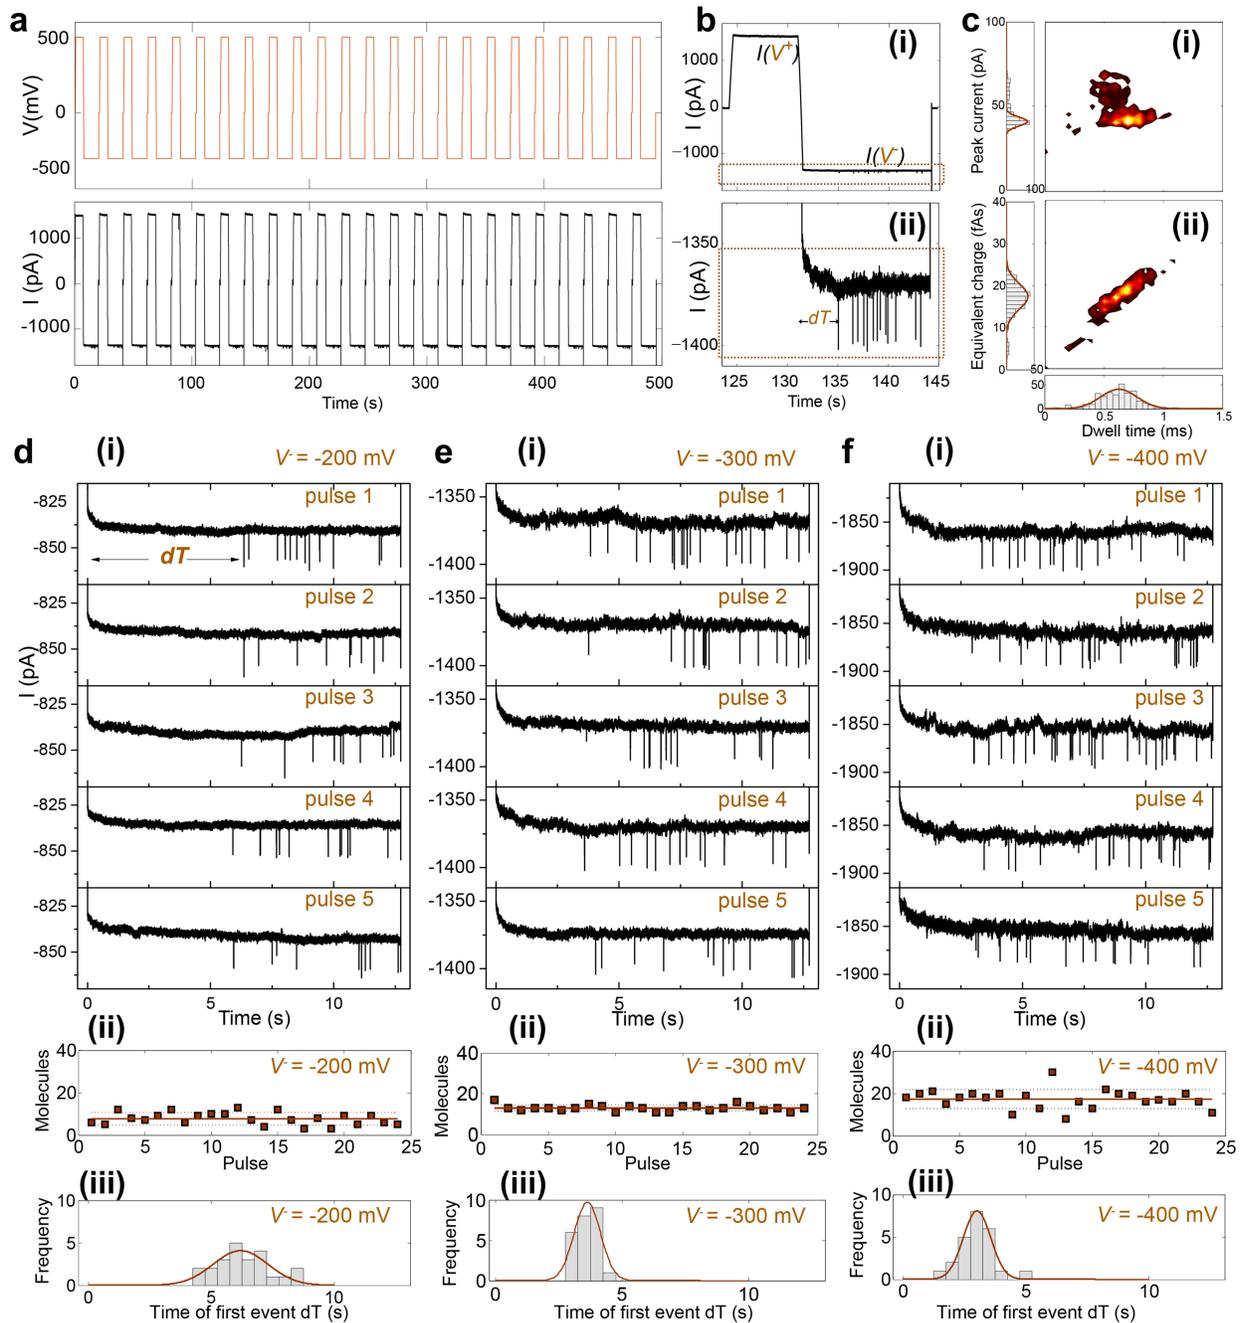 a
500
0
-500
V(mV)
1000
0
-1000
I (pA)
0 100 200 300 400 500
Time (s)
b
(i)
I(V+)
I(V-)
1000
0
−1000
I (pA)
(ii)
−1350
−1400
I (pA)
dT
125 130 135 140 145
Time (s)
c
(i)
100
50
0
Peak current (pA)
100
(ii)
40
30
20
10
0
Equivalent charge (fAs)
50
50
0
0 0.5 1 1.5
Dwell time (ms)
d
(i)
V- = -200 mV
pulse 1
-825
-850
dT
pulse 2
-825
-850
pulse 3
-825
-850
pulse 4
-825
-850
pulse 5
-825
-850
I (pA)
0 5 10
Time (s)
(ii)
V- = -200 mV
40
20
0
Molecules
0 5 10 15 20 25
Pulse
(iii)
V- = -200 mV
10
5
0
Frequency
0 5 10
Time of first event dT (s)
e
(i)
V- = -300 mV
pulse 1
-1350
-1400
pulse 2
-1350
-1400
pulse 3
-1350
-1400
pulse 4
-1350
-1400
pulse 5
-1350
-1400
0 5 10
Time (s)
(ii)
V- = -300 mV
40
20
0
Molecules
0 5 10 15 20 25
Pulse
(iii)
V- = -300 mV
10
5
0
Frequency
0 5 10
Time of first event dT (s)
f
(i)
V- = -400 mV
pulse 1
-1850
-1900
pulse 2
-1850
-1900
pulse 3
-1850
-1900
pulse 4
-1850
-1900
pulse 5
-1850
-1900
0 5 10
Time (s)
(ii)
V- = -400 mV
40
20
0
Molecules
0 5 10 15 20 25
Pulse
(iii)
V- = -400 mV
10
5
0
Frequency
0 5 10
Time of first event dT (s)